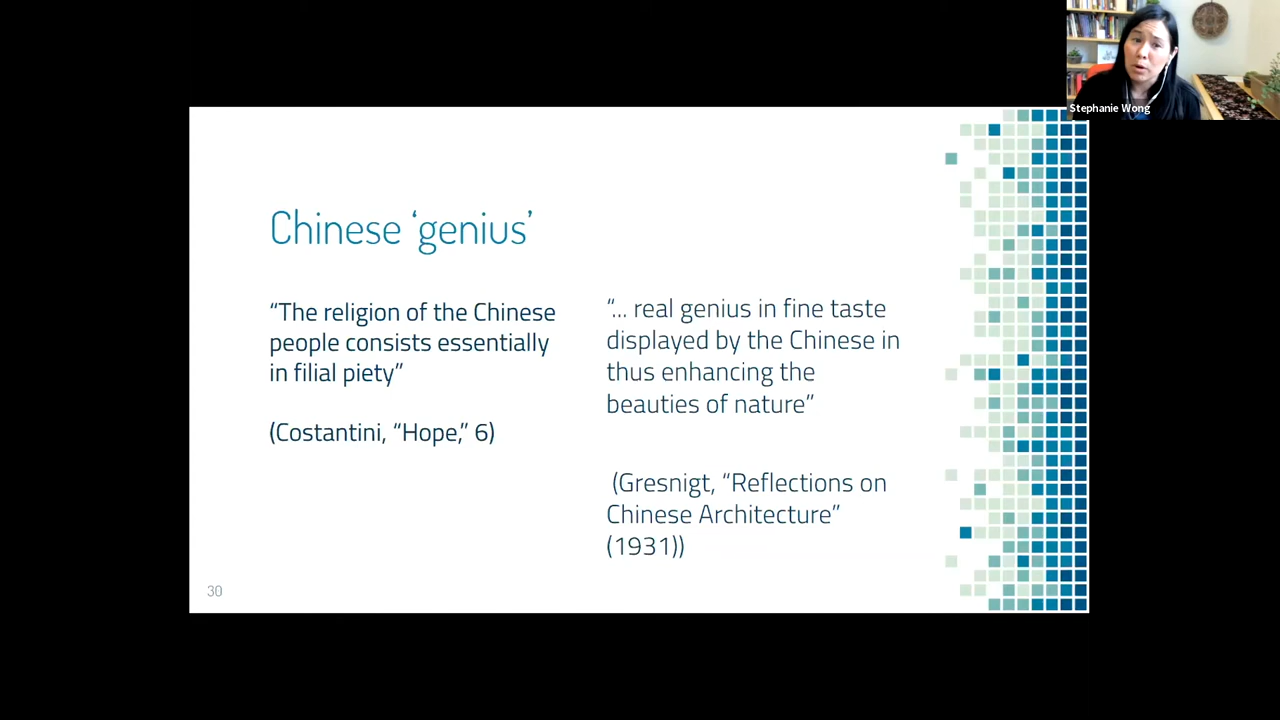 Stephanie Wong
Chinese ‘genius’
“The religion of the Chinese
people consists essentially
in filial piety”
(Costantini, “Hope,” 6)
“... real genius in fine taste
displayed by the Chinese in
thus enhancing the
beauties of nature”
(Gresnigt, “Reflections on
Chinese Architecture”
(1931))
30